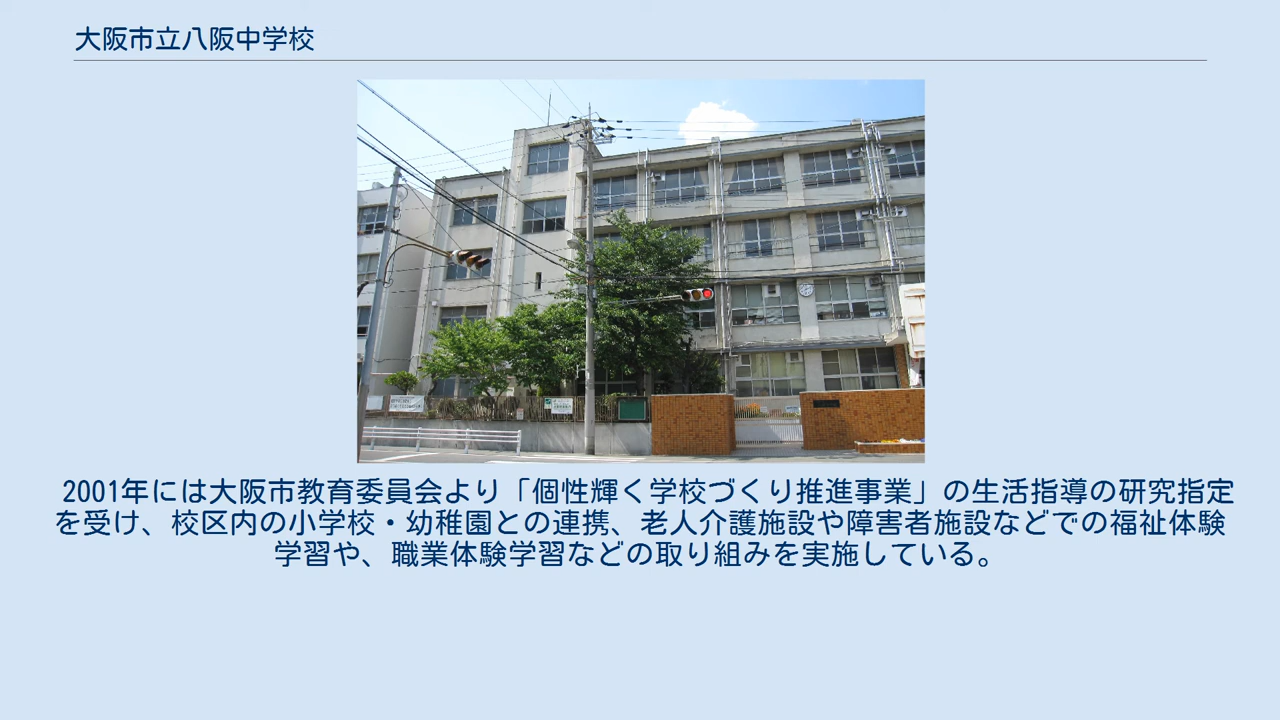 大阪市立八阪中学校
2001年には大阪市教育委員会より「個性輝く学校づくり推進事業」の生活指導の研究指定
を受け、校区内の小学校・幼稚園との連携、老人介護施設や障害者施設などでの福祉体験
学習や、職業体験学習などの取り組みを実施している。